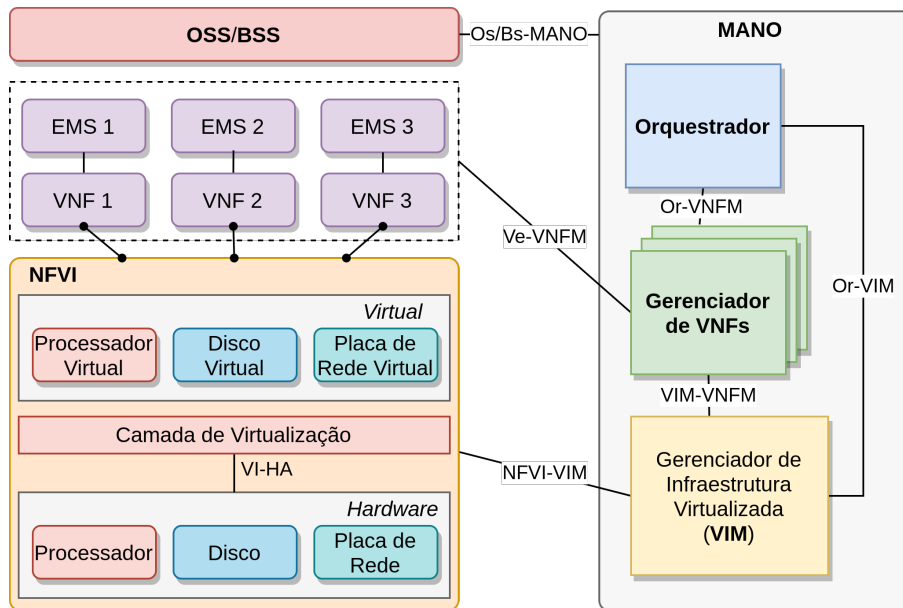 OSS/BSS
Os/Bs-MANO
MANO
EMS 1
EMS 2
EMS 3
VNF 1
VNF 2
VNF 3
Orquestrador
Or-VNFM
Ve-VNFM
Gerenciador
de VNFs
Or-VIM
VIM-VNFM
NFVI
Virtual
Processador
Virtual
Disco
Virtual
Placa de
Rede Virtual
Camada de Virtualização
VI-HA
NFVI-VIM
Gerenciador de
Infraestrutura
Virtualizada
(VIM)
Hardware
Processador
Disco
Placa de
Rede